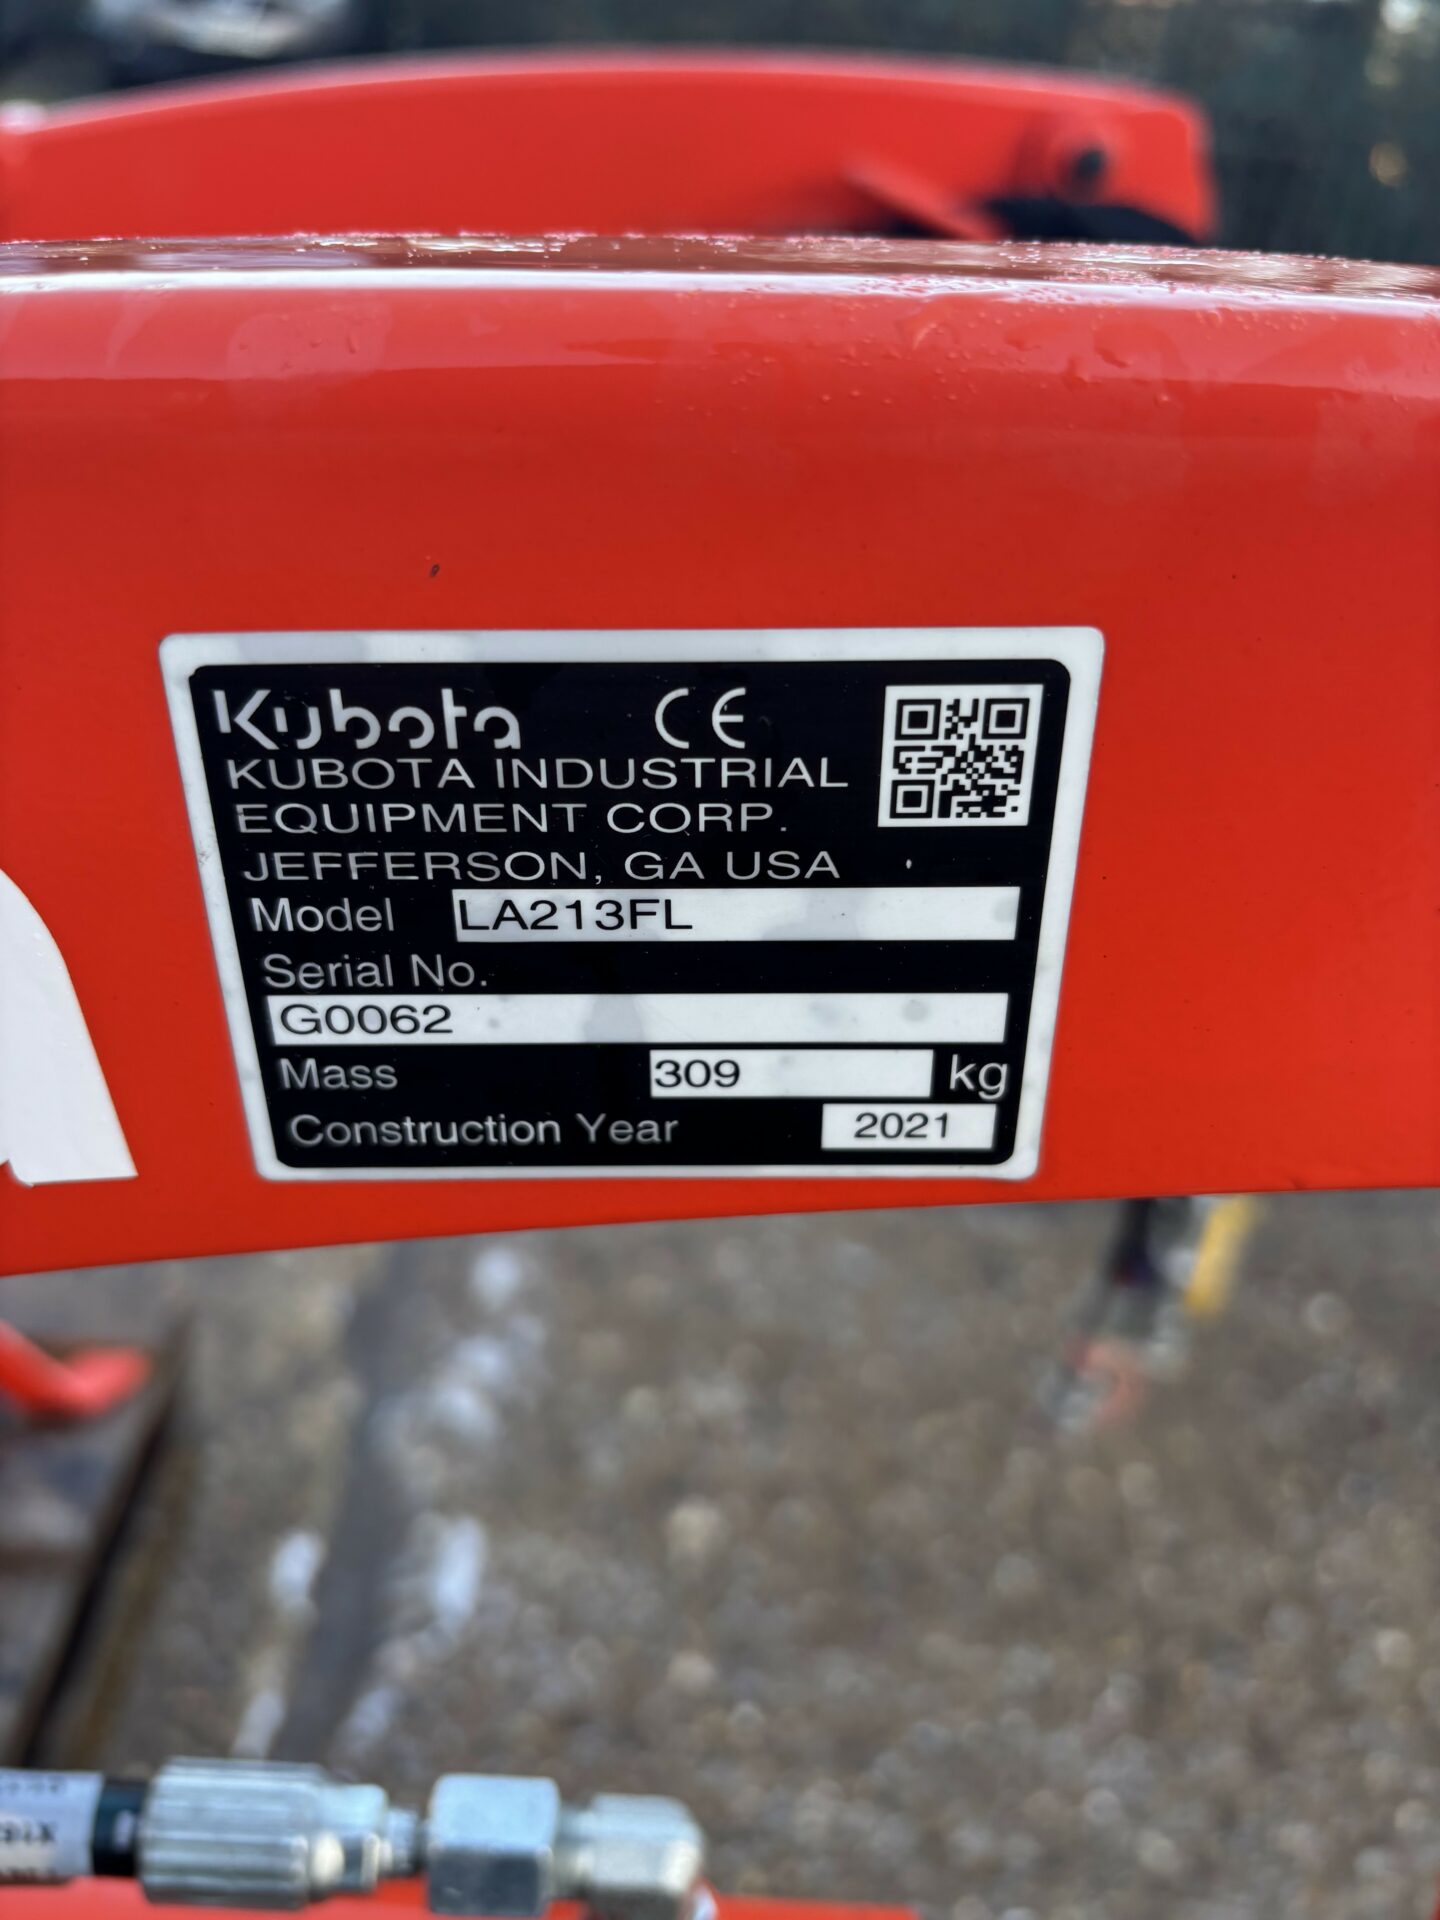 Kubota CE
KUBOTA INDUSTRIAL
EQUIPMENT CORP.
JEFFERSON, GA USA
Model LA213FL
Serial No.
G0062
Mass 309 kg
Construction Year 2021